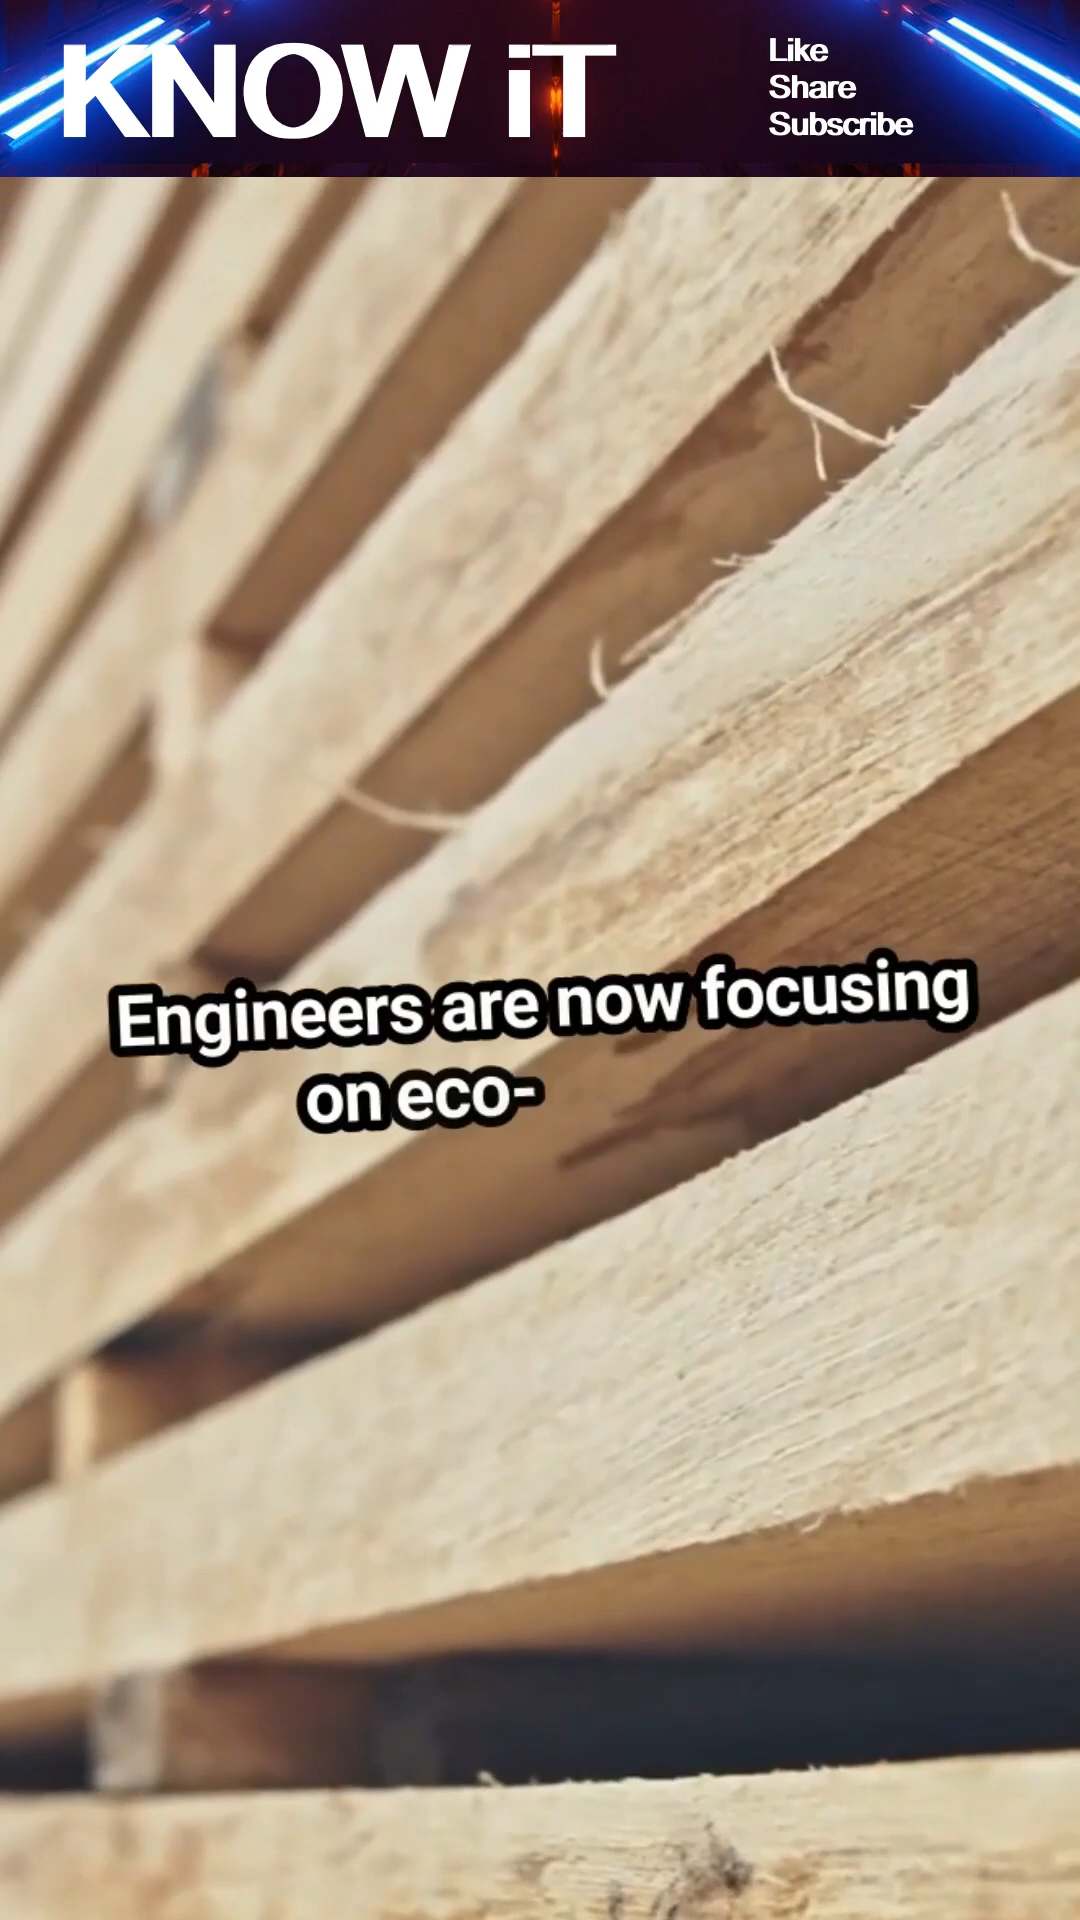 KNOW iT
Like
Share
Subscribe
Engineers are now focusing
on eco-